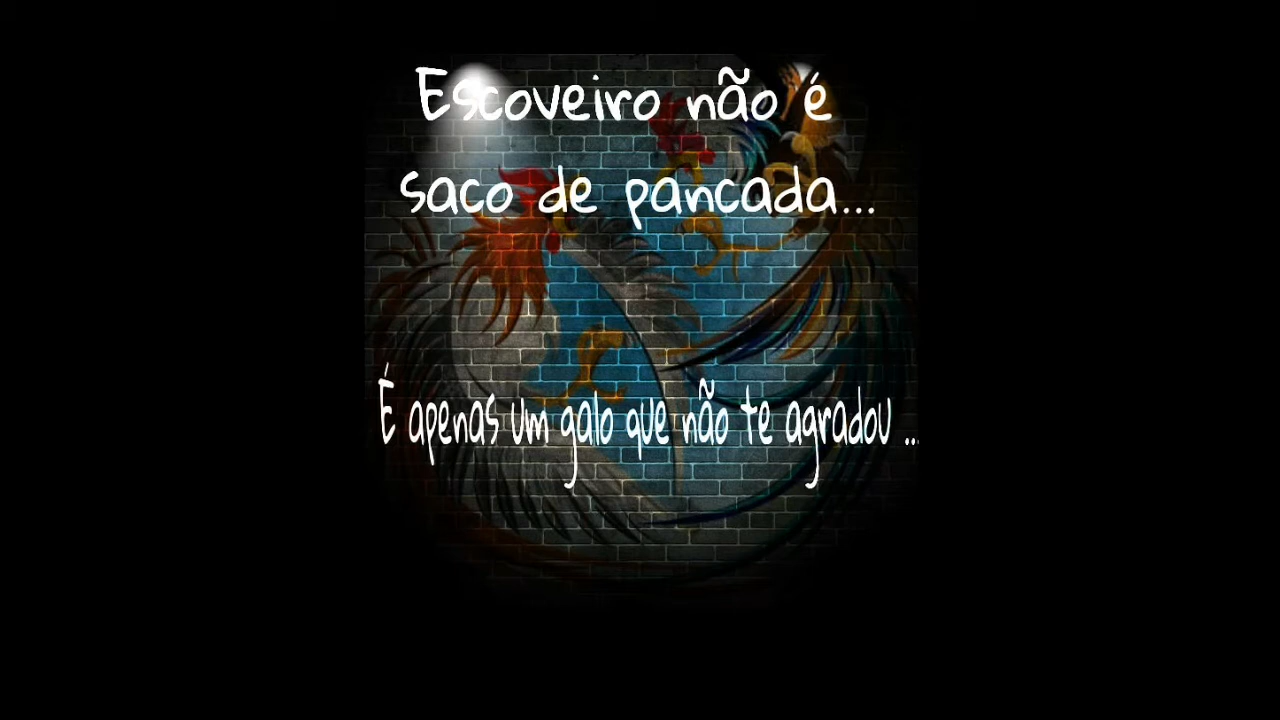 Escoveiro não é
saco de pancada...
É apenas um galo que não te agradou ...